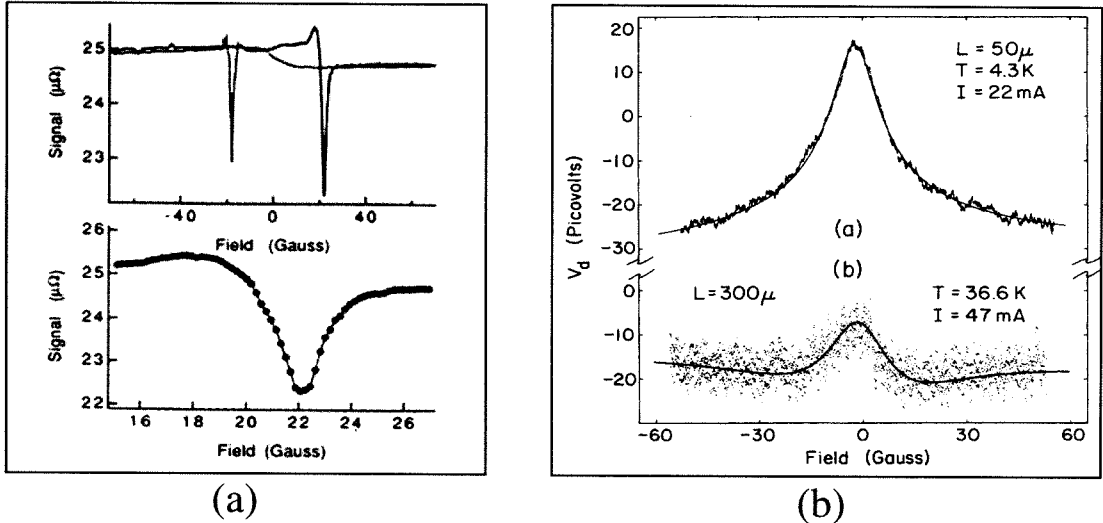 26
25
24
23
Signal (μΩ)
-40
0
40
Field (Gauss)
26
25
24
23
22
Signal (μΩ)
16
18
20
22
24
26
Field (Gauss)
(a)
20
10
0
-10
-20
-30
L = 50μ
T = 4.3K
I = 22mA
(a)
V_d (Picovolts)
(b)
0
-10
-20
L = 300μ
T = 36.6 K
I = 47 mA
-60
-30
0
30
60
Field (Gauss)
(b)